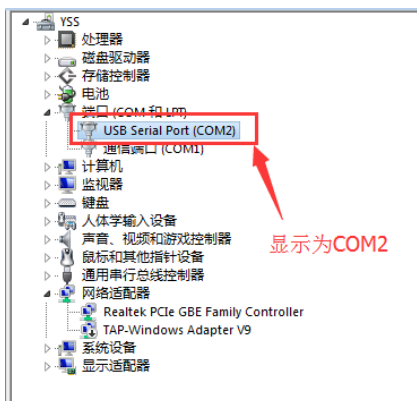 YSS
处理器
磁盘驱动器
存储控制器
电池
端口 (COM 和 LPT)
USB Serial Port (COM2)
通信端口 (COM1)
计算机
监视器
键盘
人体学输入设备
声音、视频和游戏控制器
显示为COM2
鼠标和其他指针设备
通用串行总线控制器
网络适配器
Realtek PCIe GBE Family Controller
TAP-Windows Adapter V9
系统设备
显示适配器